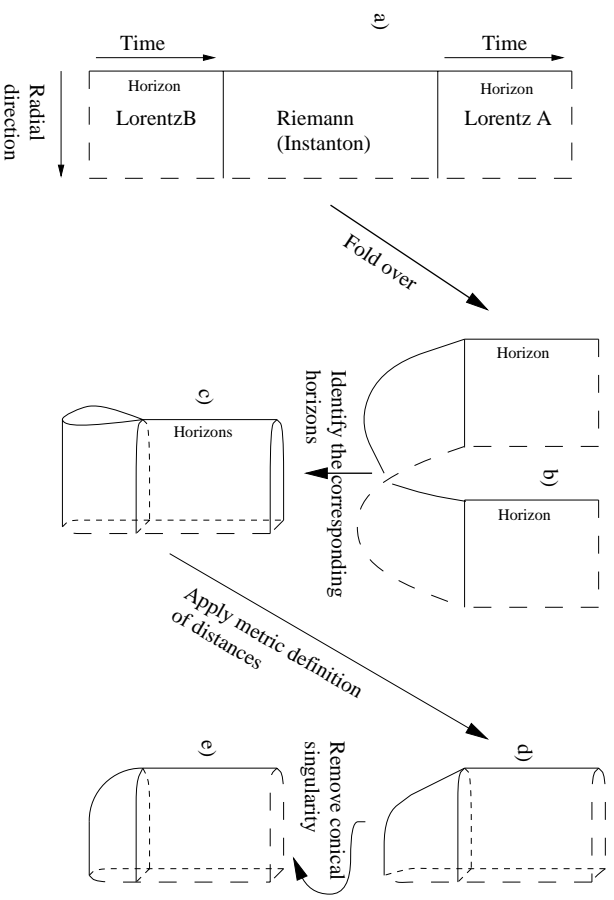 a)
Time
Time
Horizon
LorentzB
Riemann
(Instanton)
Horizon
Lorentz A
Radial
direction
Fold over
b)
Horizon
Horizon
Identify the corresponding
horizons
c)
Horizons
Apply metric definition
of distances
d)
Remove conical
singularity
e)